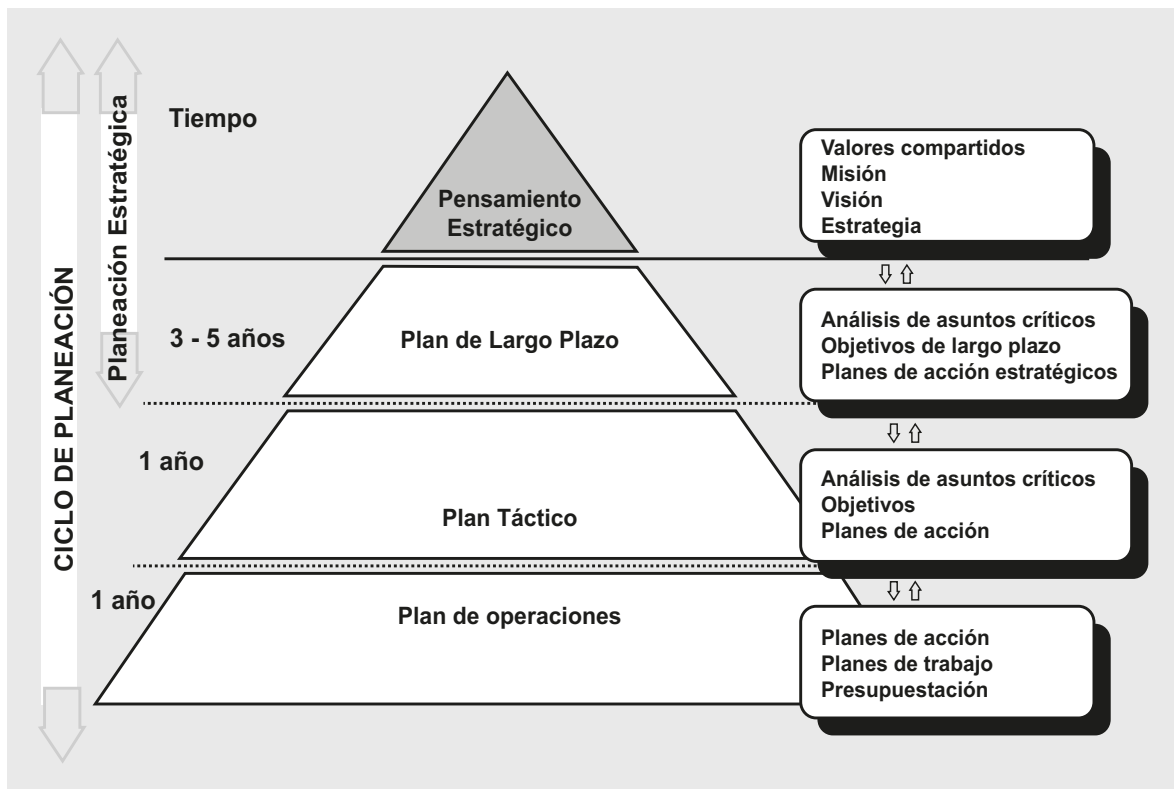 CICLO DE PLANEACIÓN
Planeación Estratégica
Tiempo
Pensamiento
Estratégico
Valores compartidos
Misión
Visión
Estrategia
3 - 5 años
Plan de Largo Plazo
Análisis de asuntos críticos
Objetivos de largo plazo
Planes de acción estratégicos
1 año
Plan Táctico
Análisis de asuntos críticos
Objetivos
Planes de acción
1 año
Plan de operaciones
Planes de acción
Planes de trabajo
Presupuestación